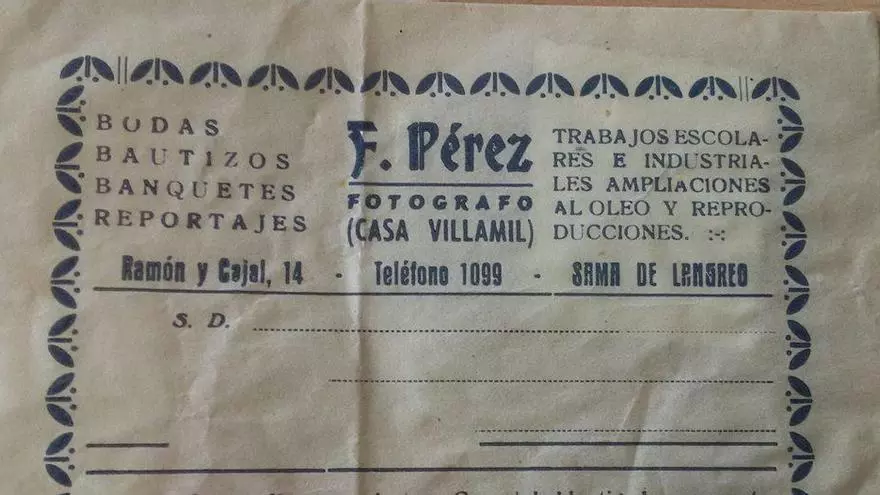 BODAS
BAUTIZOS
BANQUETES
REPORTAJES
F. Pérez
FOTOGRAFO
(CASA VILLAMIL)
TRABAJOS ESCOLA-
RES E INDUSTRIA-
LES AMPLIACIONES
AL OLEO Y REPRO-
DUCCIONES. :-:
Ramón y Cajal, 14 - Teléfono 1099 - SAMA DE LANGREO
S. D.